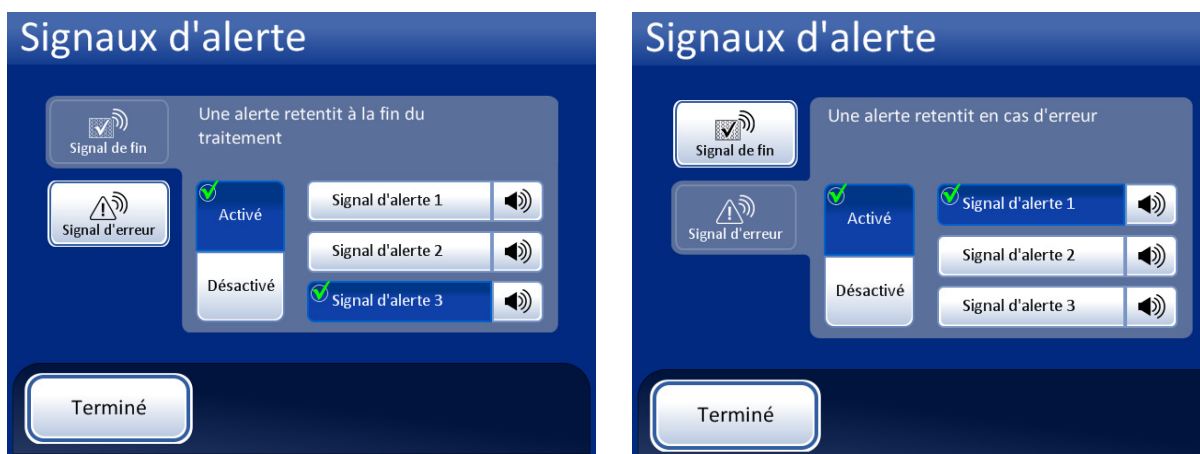 Signaux d'alerte
Signal de fin
Une alerte retentit à la fin du
traitement
Signal d'erreur
Activé
Désactivé
Signal d'alerte 1
Signal d'alerte 2
Signal d'alerte 3
Terminé
Signaux d'alerte
Signal de fin
Une alerte retentit en cas d'erreur
Signal d'erreur
Activé
Désactivé
Signal d'alerte 1
Signal d'alerte 2
Signal d'alerte 3
Terminé